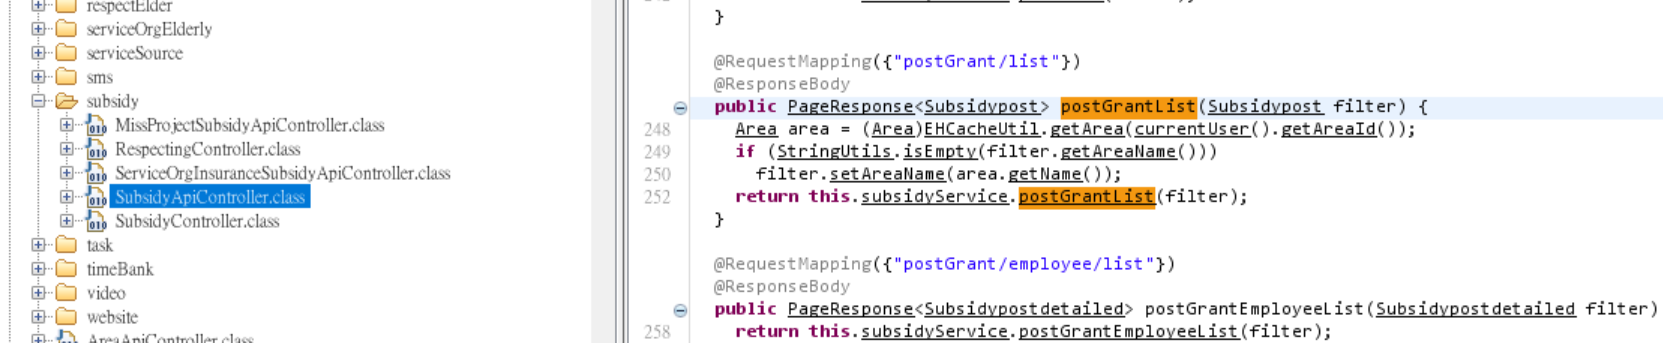 respectElder
serviceOrgElderly
serviceSource
sms
subsidy
MissProjectSubsidyApiController.class
RespectingController.class
ServiceOrgInsuranceSubsidyApiController.class
SubsidyApiController.class
SubsidyController.class
task
timeBank
video
website
AreaApiController.class
}
@RequestMapping({"postGrant/list"})
@ResponseBody
public PageResponse<Subsidypost> postGrantList(Subsidypost filter) {
248 Area area = (Area)EHCacheUtil.getArea(currentUser().getAreaId());
249 if (StringUtils.isEmpty(filter.getAreaName()))
250 filter.setAreaName(area.getName());
252 return this.subsidyService.postGrantList(filter);
}
@RequestMapping({"postGrant/employee/list"})
@ResponseBody
public PageResponse<Subsidypostdetailed> postGrantEmployeeList(Subsidypostdetailed filter)
258 return this.subsidyService.postGrantEmployeeList(filter);